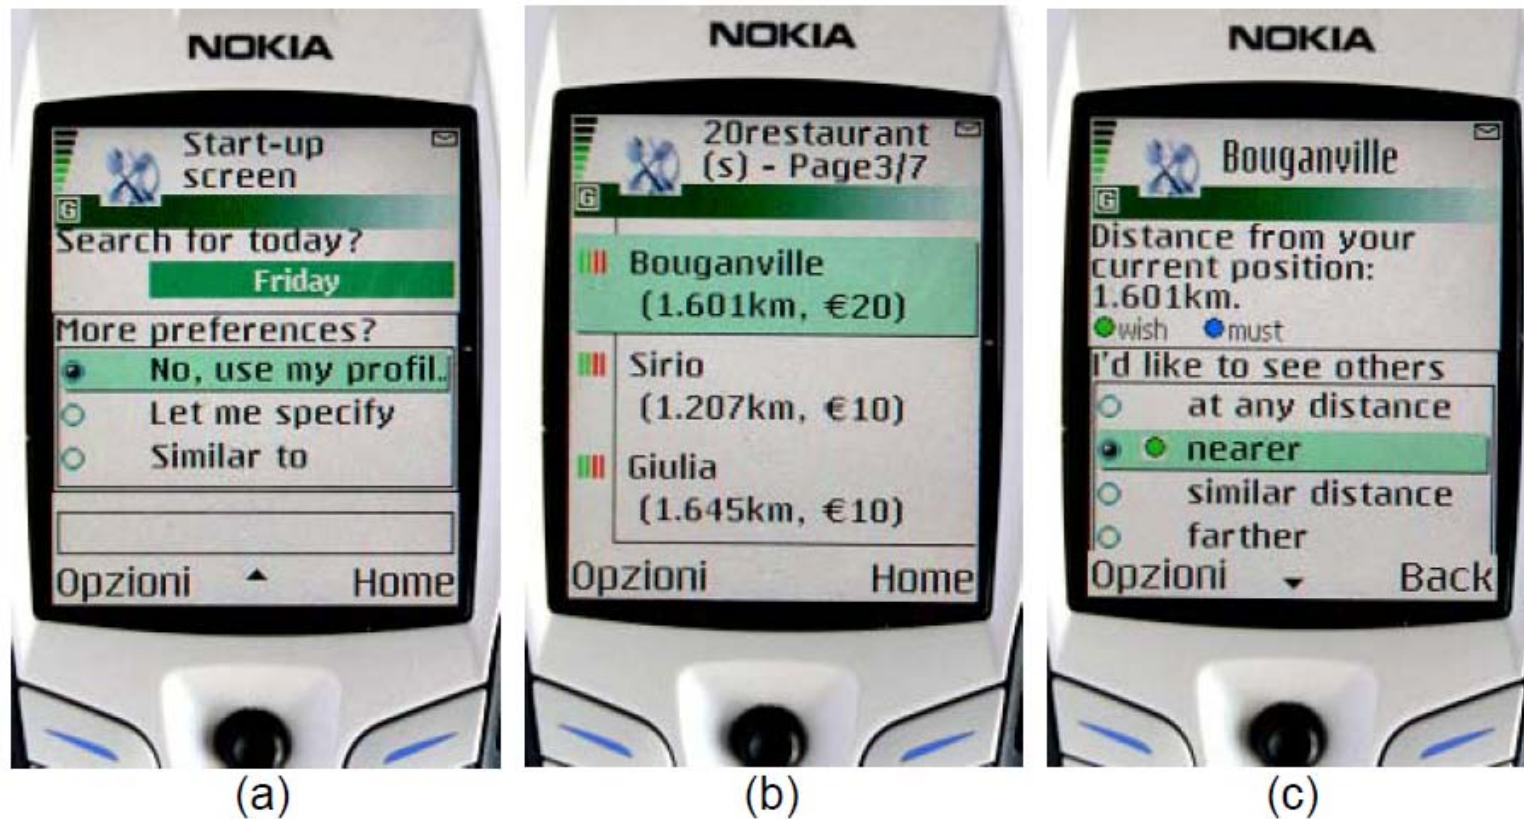 NOKIA
Start-up
screen
G
Search for today?
Friday
More preferences?
No, use my profil..
Let me specify
Similar to
Opzioni
Home
(a)
NOKIA
20restaurant
(s) - Page3/7
G
Bouganville
(1.601km, €20)
Sirio
(1.207km, €10)
Giulia
(1.645km, €10)
Opzioni
Home
(b)
NOKIA
Bouganville
G
Distance from your
current position:
1.601km.
wish must
I'd like to see others
at any distance
nearer
similar distance
farther
Opzioni
Back
(c)